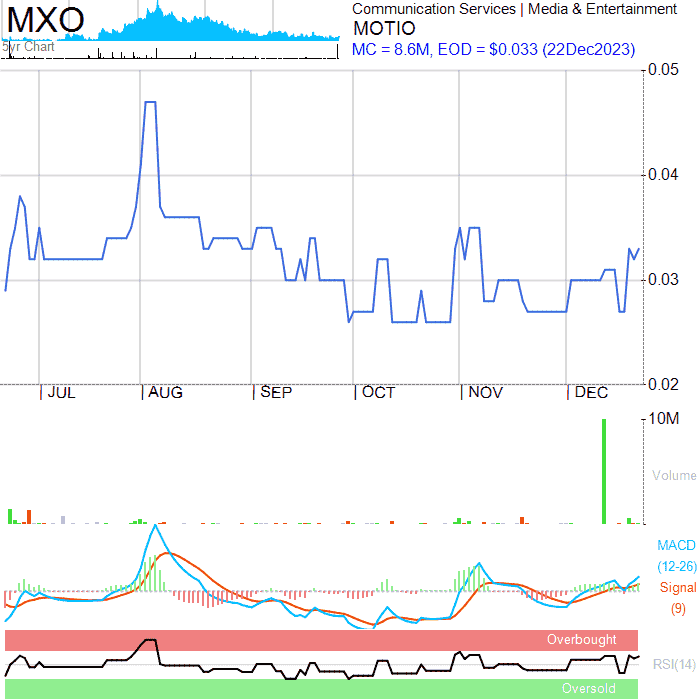 MXO
5yr Chart
Communication Services | Media & Entertainment
MOTIO
MC = 8.6M, EOD = $0.033 (22Dec2023)
0.05
0.04
0.03
0.02
JUL AUG SEP OCT NOV DEC
10M
Volume
MACD
(12-26)
Signal
(9)
Overbought
RSI(14)
Oversold